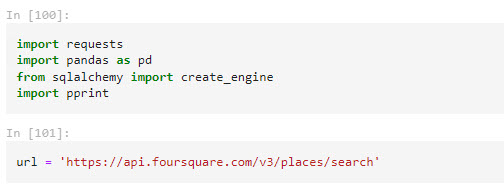 In [100]:
import requests
import pandas as pd
from sqlalchemy import create_engine
import pprint
In [101]:
url = 'https://api.foursquare.com/v3/places/search'